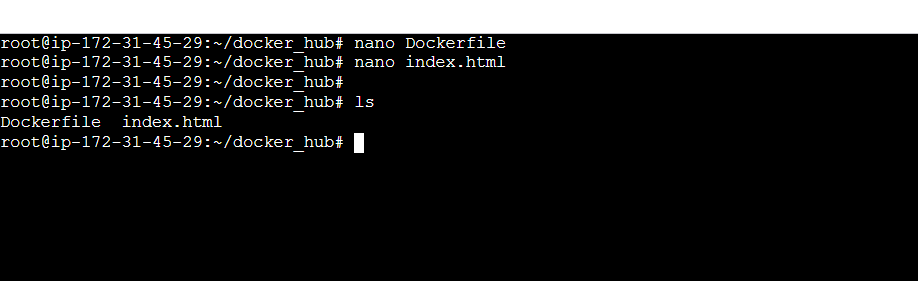 root@ip-172-31-45-29:~/docker_hub# nano Dockerfile
root@ip-172-31-45-29:~/docker_hub# nano index.html
root@ip-172-31-45-29:~/docker_hub#
root@ip-172-31-45-29:~/docker_hub# ls
Dockerfile  index.html
root@ip-172-31-45-29:~/docker_hub#